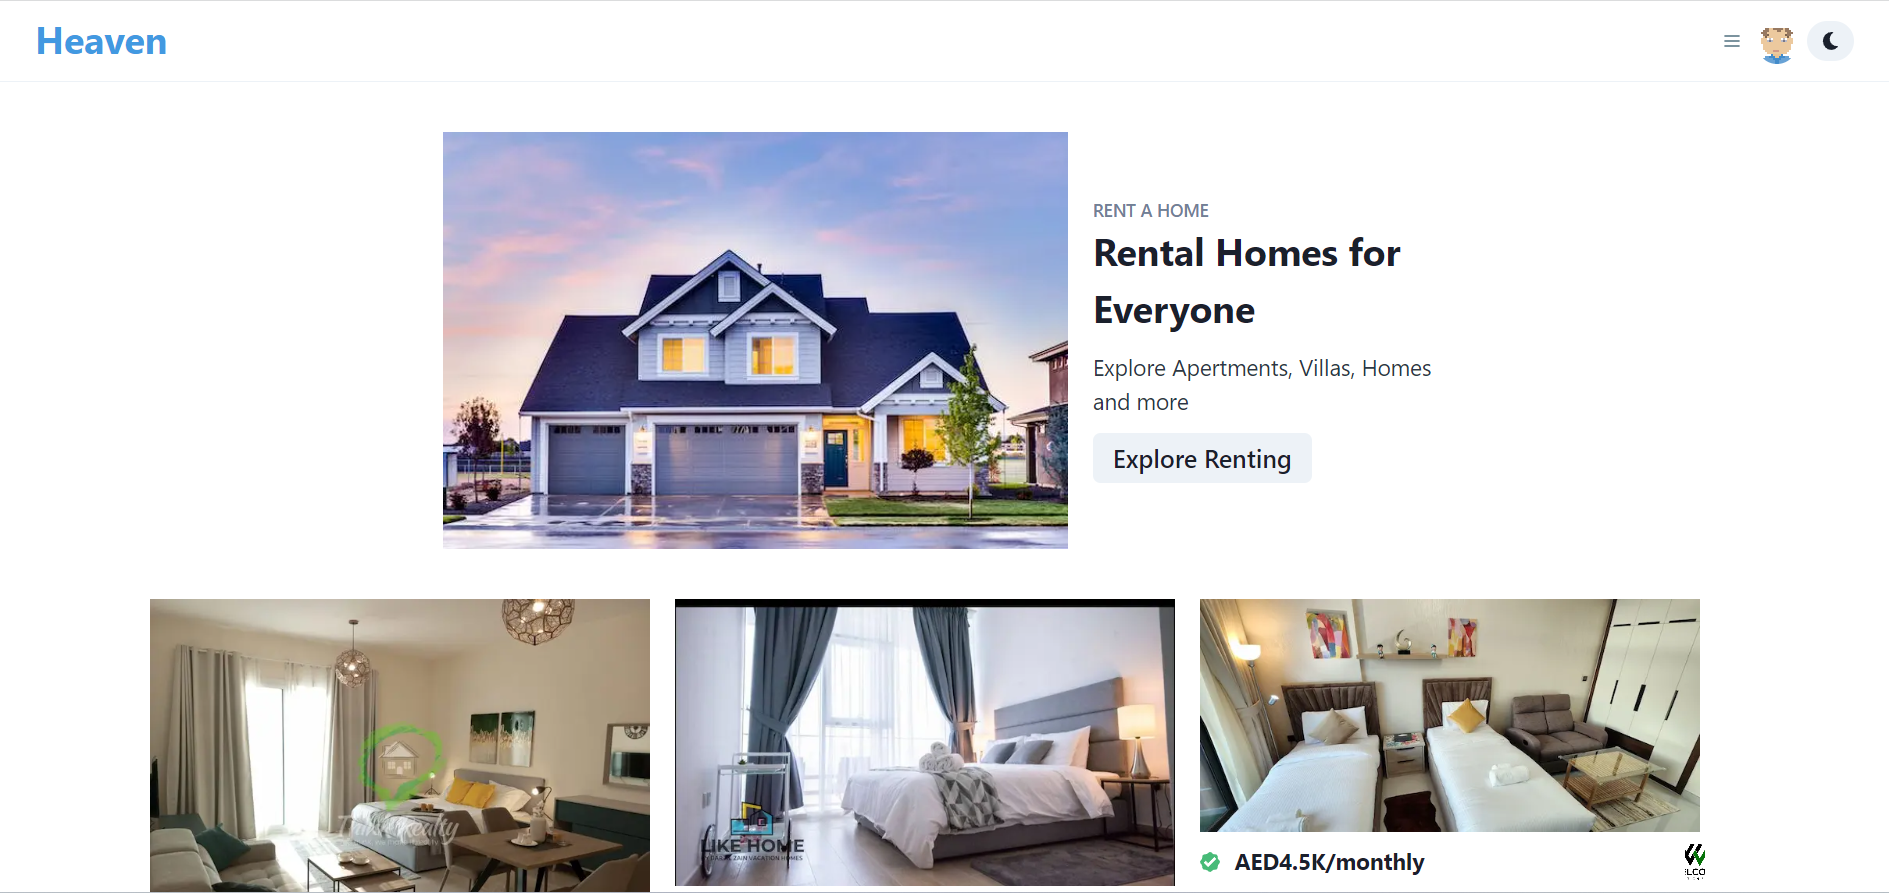 Heaven
RENT A HOME
Rental Homes for
Everyone
Explore Apertments, Villas, Homes
and more
Explore Renting
LIKE HOME
AED4.5K/monthly
ELCO